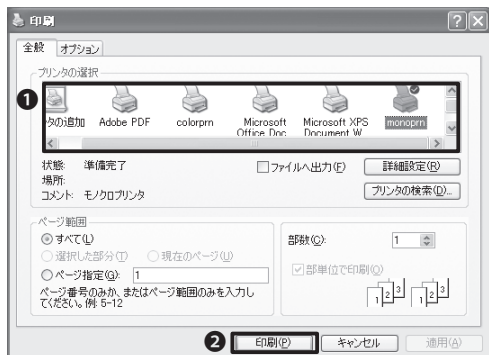 印刷
全般 オプション
プリンタの選択
❶
タの追加 Adobe PDF colorprn Microsoft Office Doc Microsoft XPS Document W monoprn
状態: 準備完了
場所:
コメント: モノクロプリンタ
ファイルへ出力(F)
詳細設定(R)
プリンタの検索(D)...
ページ範囲
すべて(L)
選択した部分(T) 現在のページ(U)
ページ指定(G): 1
ページ番号のみか、またはページ範囲のみを入力し
てください。例: 5-12
部数(C): 1
部単位で印刷(O)
1 2 3 1 2 3
❷ 印刷(P) キャンセル 適用(A)